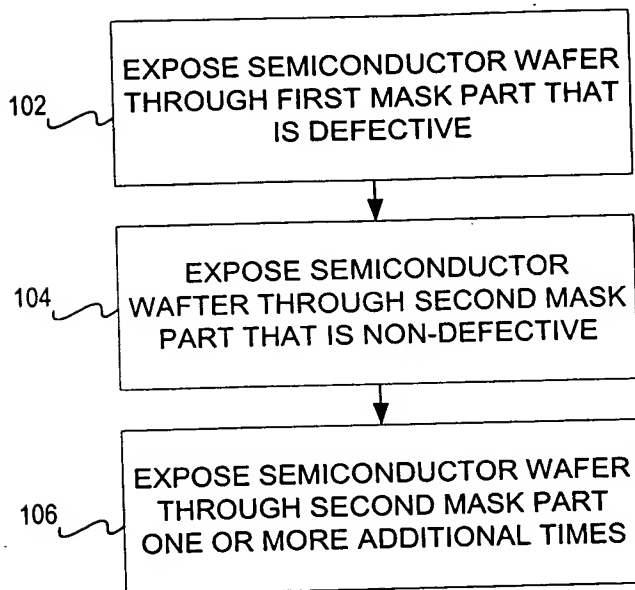 EXPOSE SEMICONDUCTOR WAFER
THROUGH FIRST MASK PART THAT
IS DEFECTIVE
102
EXPOSE SEMICONDUCTOR
WAFTER THROUGH SECOND MASK
PART THAT IS NON-DEFECTIVE
104
EXPOSE SEMICONDUCTOR WAFER
THROUGH SECOND MASK PART
ONE OR MORE ADDITIONAL TIMES
106